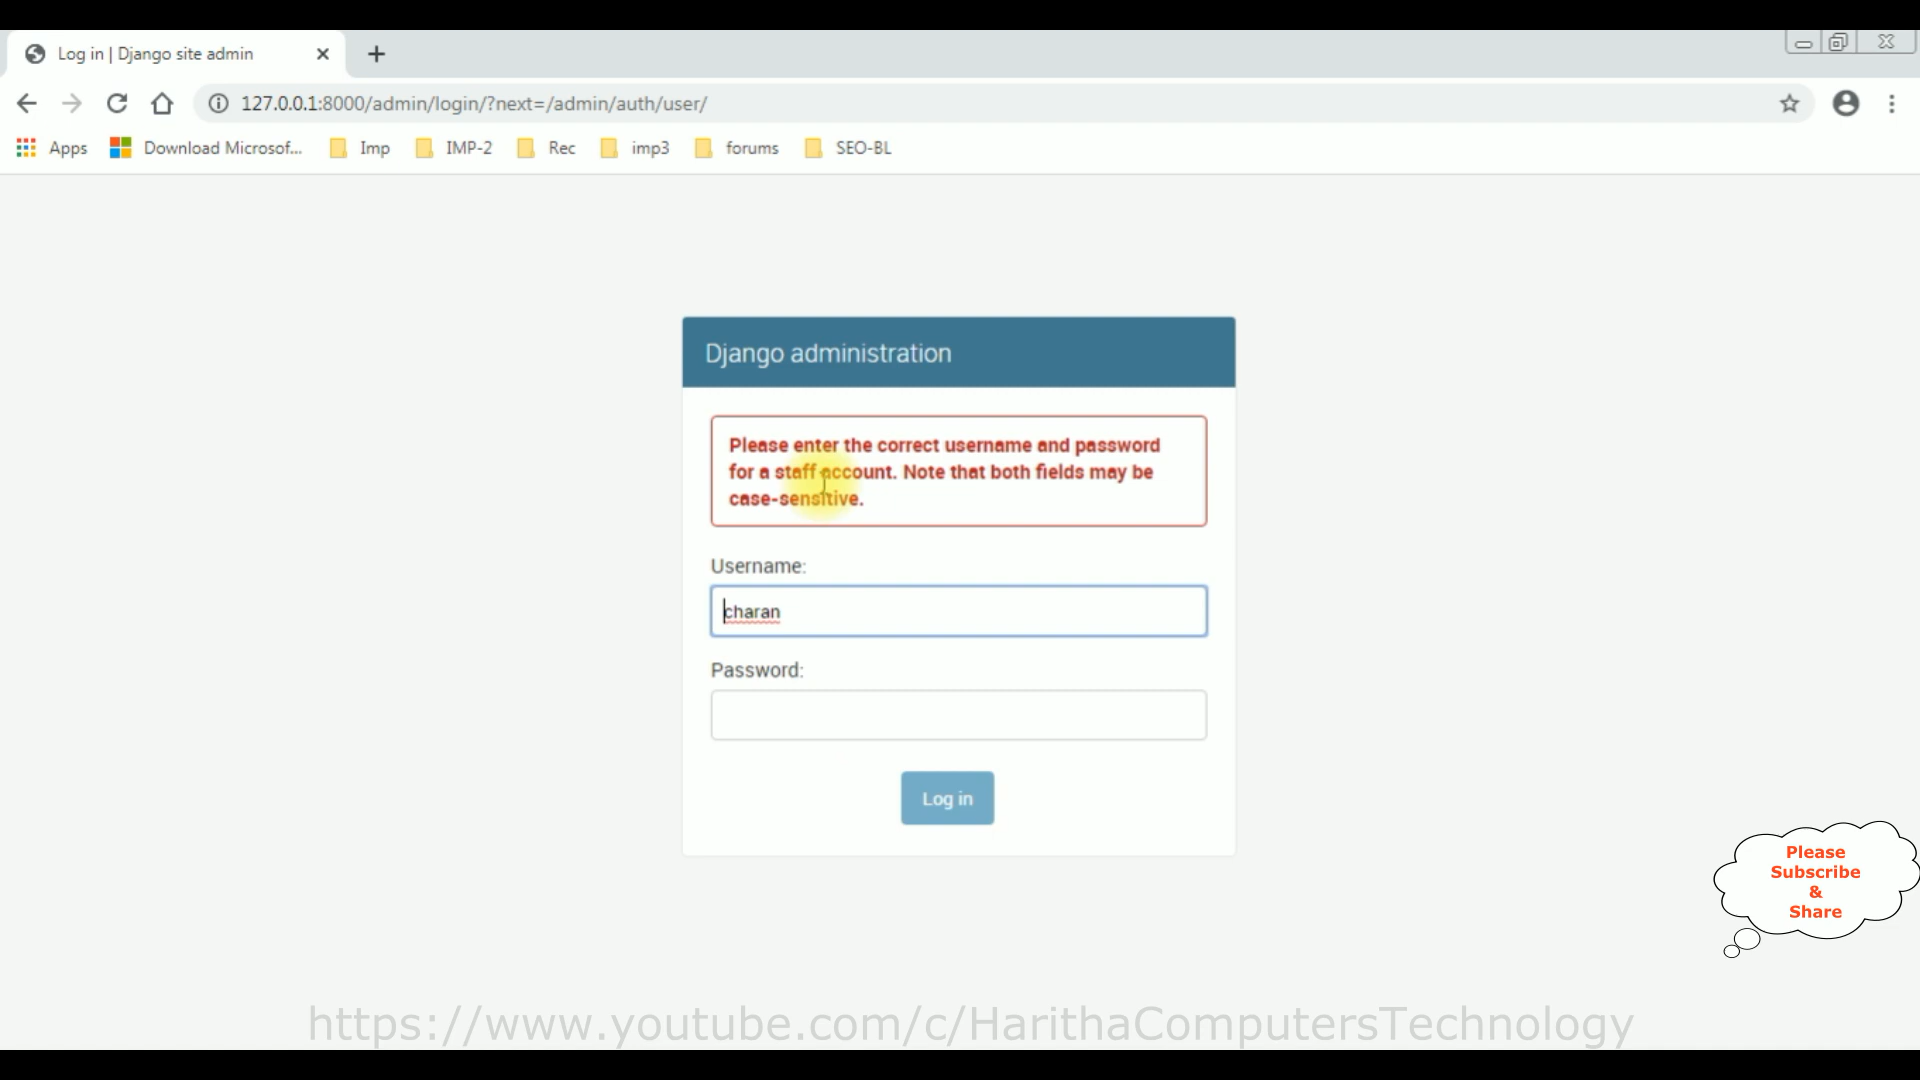 Log in | Django site admin
127.0.0.1:8000/admin/login/?next=/admin/auth/user/
Apps Download Microsof... Imp IMP-2 Rec imp3 forums SEO-BL
Django administration
Please enter the correct username and password
for a staff account. Note that both fields may be
case-sensitive.
Username:
charan
Password:
Log in
Please
Subscribe
&
Share
https://www.youtube.com/c/HarithaComputersTechnology